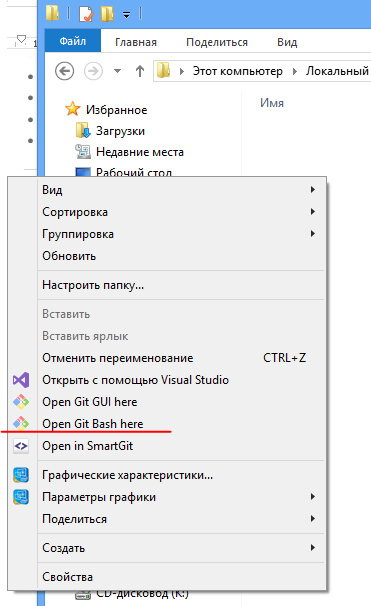 Файл
Главная
Поделиться
Вид
1
Этот компьютер
Локальный
Избранное
Имя
Загрузки
Недавние места
Рабочий стол
Вид
Сортировка
Группировка
Обновить
Настроить папку...
Вставить
Вставить ярлык
Отменить переименование CTRL+Z
Открыть с помощью Visual Studio
Open Git GUI here
Open Git Bash here
Open in SmartGit
Графические характеристики...
Параметры графики
Поделиться
Создать
Свойства
CD-дисковод (K:)